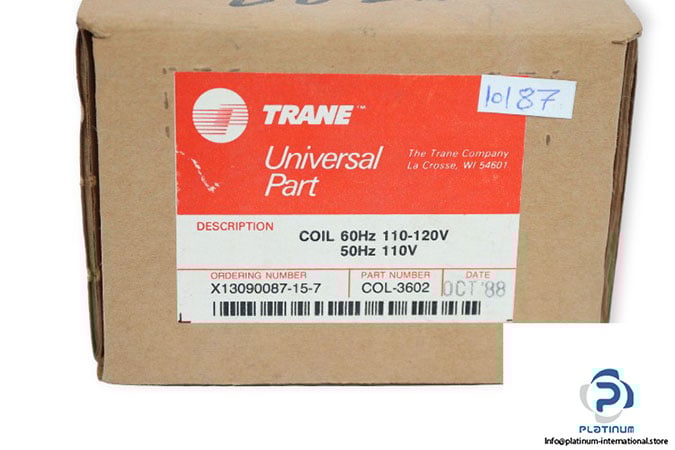 10187
TRANE™
Universal
Part
The Trane Company
La Crosse, WI 54601
DESCRIPTION
COIL 60Hz 110-120V
50Hz 110V
ORDERING NUMBER
X13090087-15-7
PART NUMBER
COL-3602
DATE
OCT '88
PLATINUM
Info@platinum-international.store